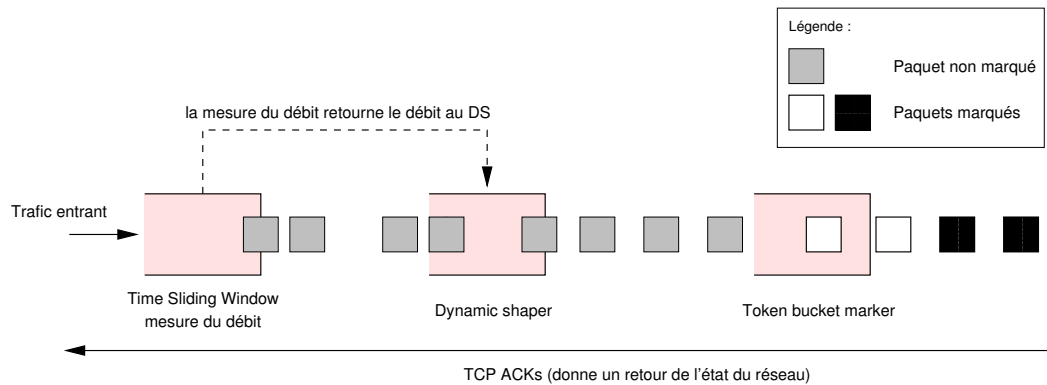 Légende :
Paquet non marqué
Paquets marqués
la mesure du débit retourne le débit au DS
Trafic entrant
Time Sliding Window
mesure du débit
Dynamic shaper
Token bucket marker
TCP ACKs (donne un retour de l'état du réseau)